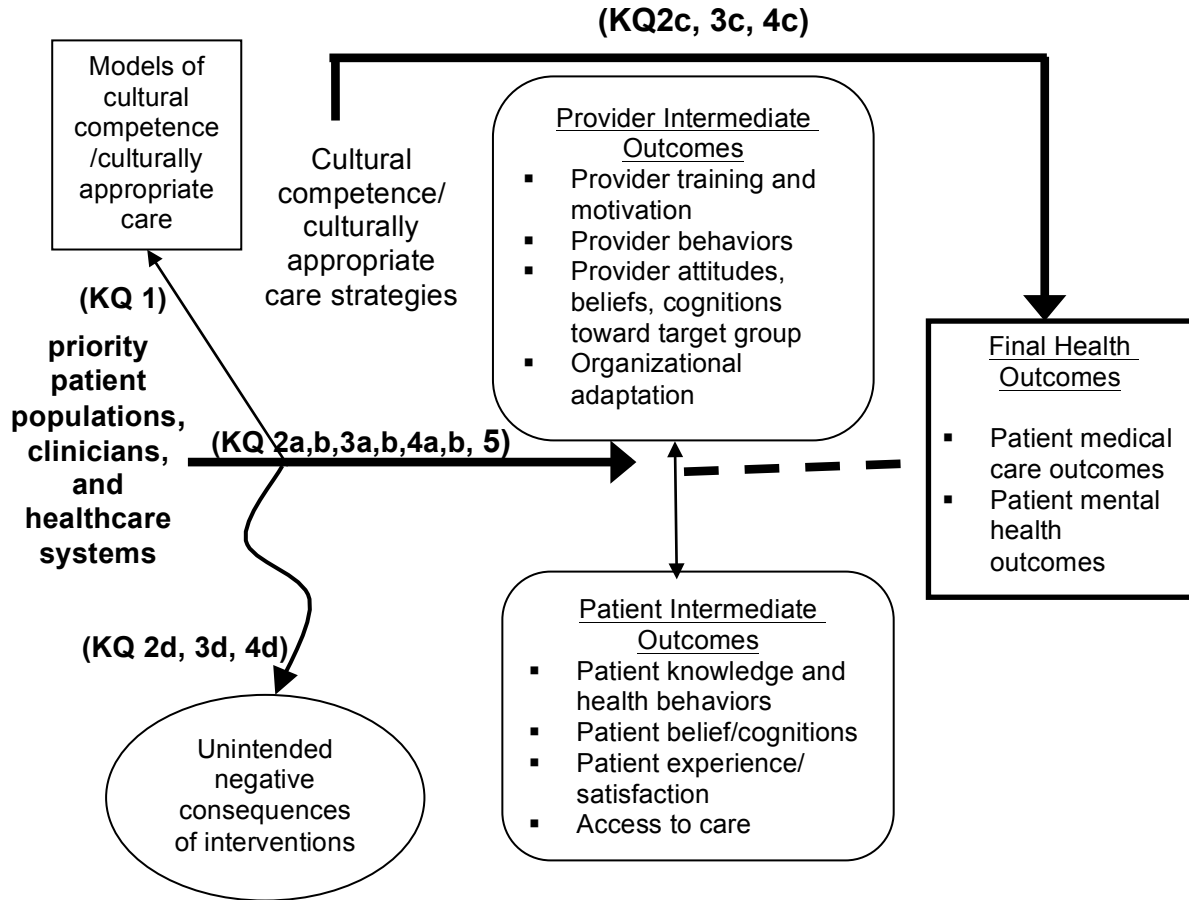 (KQ2c, 3c, 4c)
Models of
cultural
competence
/culturally
appropriate
care
Cultural
competence/
culturally
appropriate
care strategies
Provider Intermediate
Outcomes
▪ Provider training and
motivation
▪ Provider behaviors
▪ Provider attitudes,
beliefs, cognitions
toward target group
▪ Organizational
adaptation
(KQ 1)
priority
patient
populations,
clinicians,
and
healthcare
systems
(KQ 2a,b,3a,b,4a,b, 5)
Final Health
Outcomes
▪ Patient medical
care outcomes
▪ Patient mental
health
outcomes
(KQ 2d, 3d, 4d)
Unintended
negative
consequences
of interventions
Patient Intermediate
Outcomes
▪ Patient knowledge and
health behaviors
▪ Patient belief/cognitions
▪ Patient experience/
satisfaction
▪ Access to care